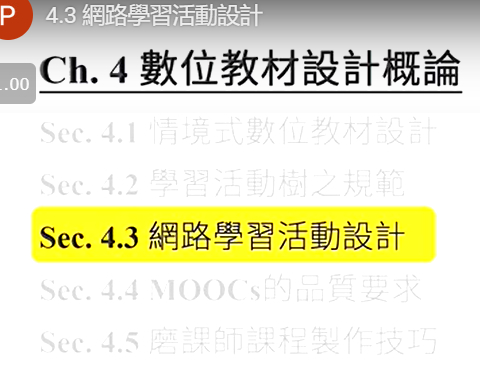 P 4.3 網路學習活動設計
Ch. 4 數位教材設計概論
1.00
Sec. 4.1 情境式數位教材設計
Sec. 4.2 學習活動樹之規範
Sec. 4.3 網路學習活動設計
Sec. 4.4 MOOCs的品質要求
Sec. 4.5 磨課師課程製作技巧